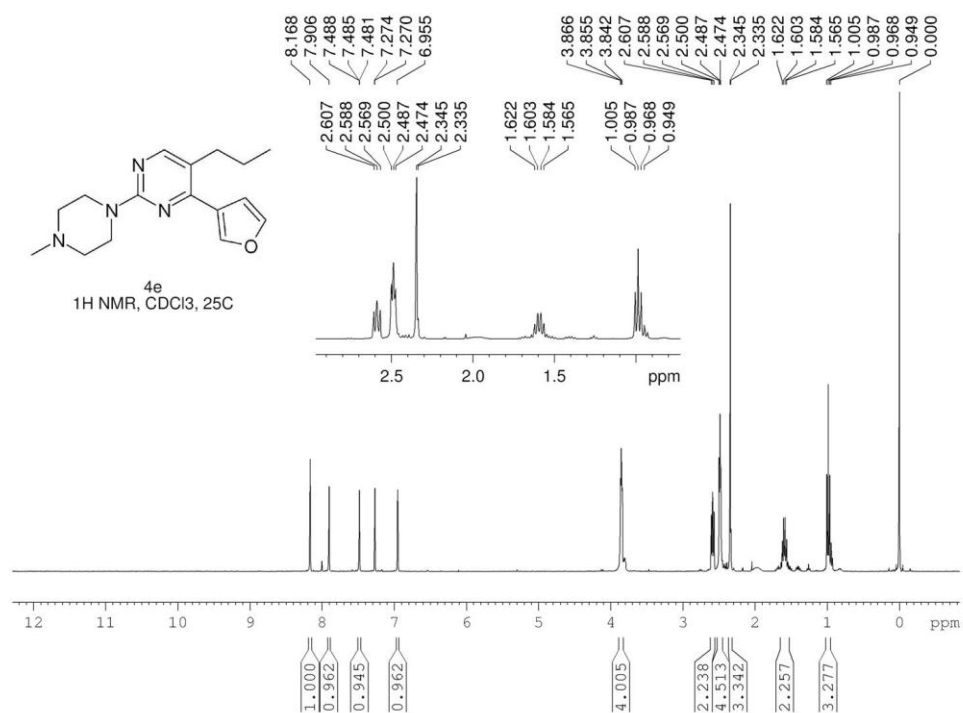 8.168 7.906 7.488 7.485 7.481 7.274 7.270 6.955 3.866 3.855 3.842 2.607 2.588 2.569 2.500 2.487 2.474 2.345 2.335 1.622 1.603 1.584 1.565 1.005 0.987 0.968 0.949 0.000
2.607 2.588 2.569 2.500 2.487 2.474 2.345 2.335 1.622 1.603 1.584 1.565 1.005 0.987 0.968 0.949
N
N N
N O
4e
1H NMR, CDCl3, 25C
2.5 2.0 1.5 ppm
12 11 10 9 8 7 6 5 4 3 2 1 0 ppm
1.000 0.962 0.945 0.962 4.005 2.238 4.513 3.342 2.257 3.277